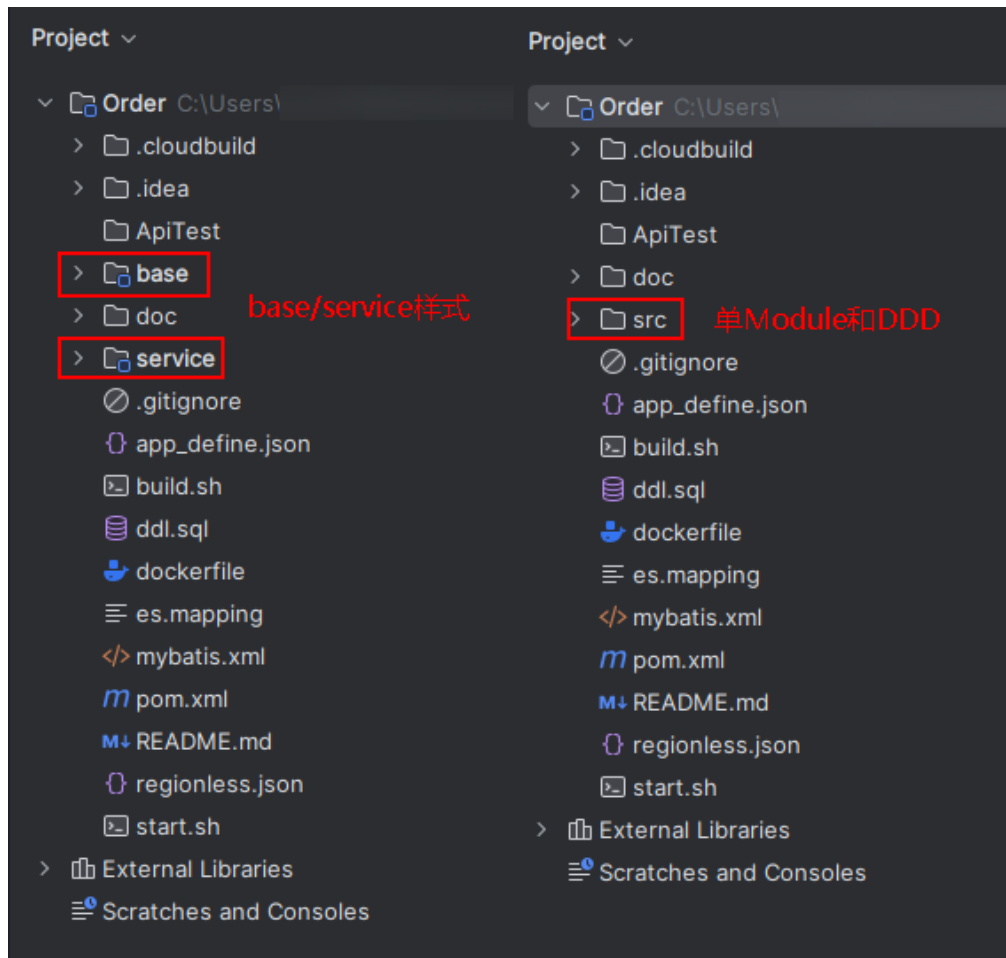 Project
Order C:\Users\
.cloudbuild
.idea
ApiTest
base
base/service样式
doc
service
.gitignore
app_define.json
build.sh
ddl.sql
dockerfile
es.mapping
mybatis.xml
pom.xml
README.md
regionless.json
start.sh
External Libraries
Scratches and Consoles
Project
Order C:\Users\
.cloudbuild
.idea
ApiTest
doc
src 单Module和DDD
.gitignore
app_define.json
build.sh
ddl.sql
dockerfile
es.mapping
mybatis.xml
pom.xml
README.md
regionless.json
start.sh
External Libraries
Scratches and Consoles